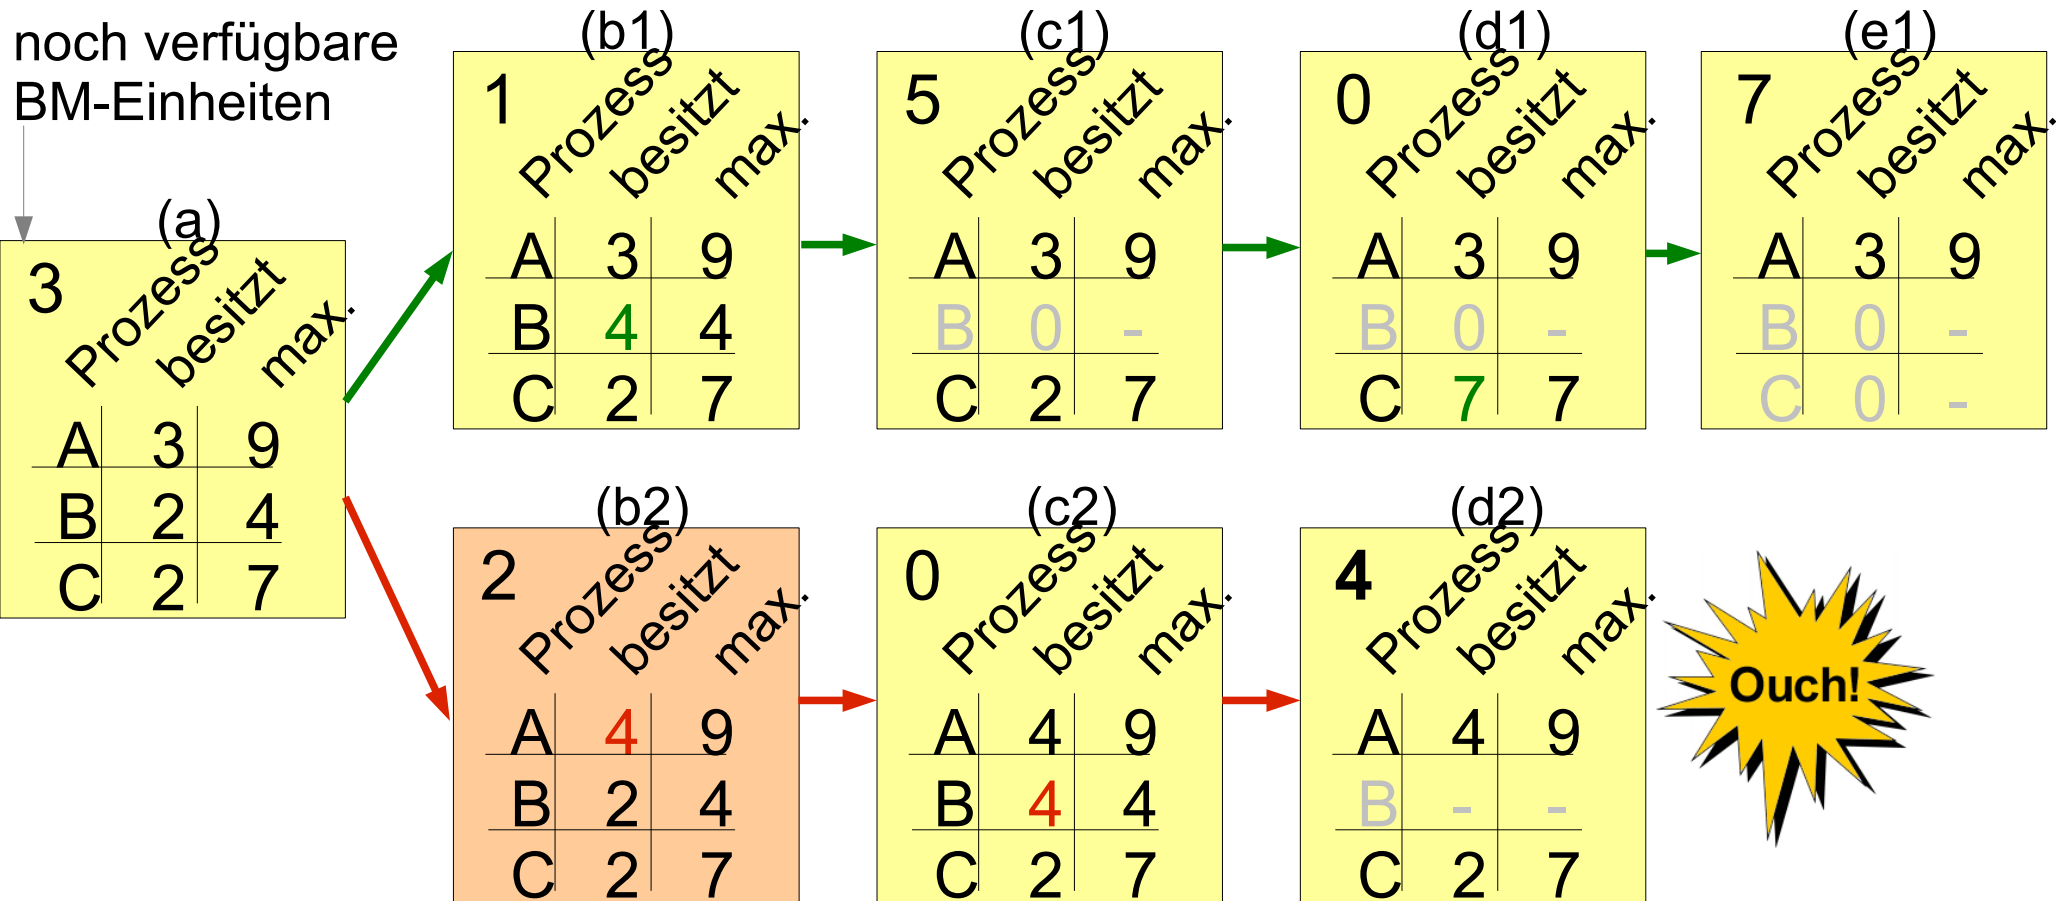 noch verfügbare
BM-Einheiten
(a)
3 Prozess besitzt max.
A 3 9
B 2 4
C 2 7
(b1)
1 Prozess besitzt max.
A 3 9
B 4 4
C 2 7
(c1)
5 Prozess besitzt max.
A 3 9
B 0 -
C 2 7
(d1)
0 Prozess besitzt max.
A 3 9
B 0 -
C 7 7
(e1)
7 Prozess besitzt max.
A 3 9
B 0 -
C 0 -
(b2)
2 Prozess besitzt max.
A 4 9
B 2 4
C 2 7
(c2)
0 Prozess besitzt max.
A 4 9
B 4 4
C 2 7
(d2)
4 Prozess besitzt max.
A 4 9
B - -
C 2 7
Ouch!